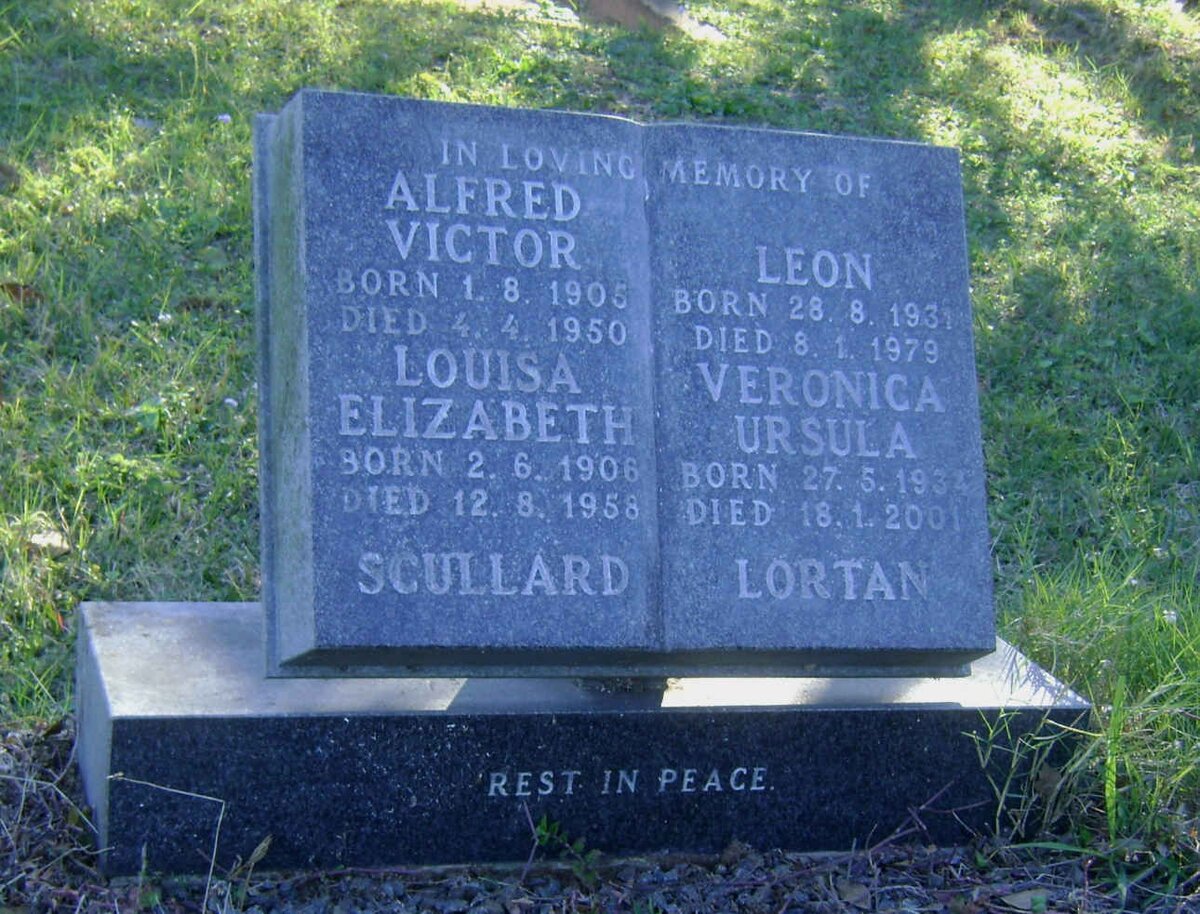 IN LOVING MEMORY OF
ALFRED
VICTOR
BORN 1. 8. 1905
DIED 4. 4. 1950
LOUISA
ELIZABETH
BORN 2. 6. 1906
DIED 12. 8. 1958
SCULLARD
LEON
BORN 28. 8. 1931
DIED 8. 1. 1979
VERONICA
URSULA
BORN 27. 5.
DIED 18. 1. 2001
LORTAN
REST IN PEACE.